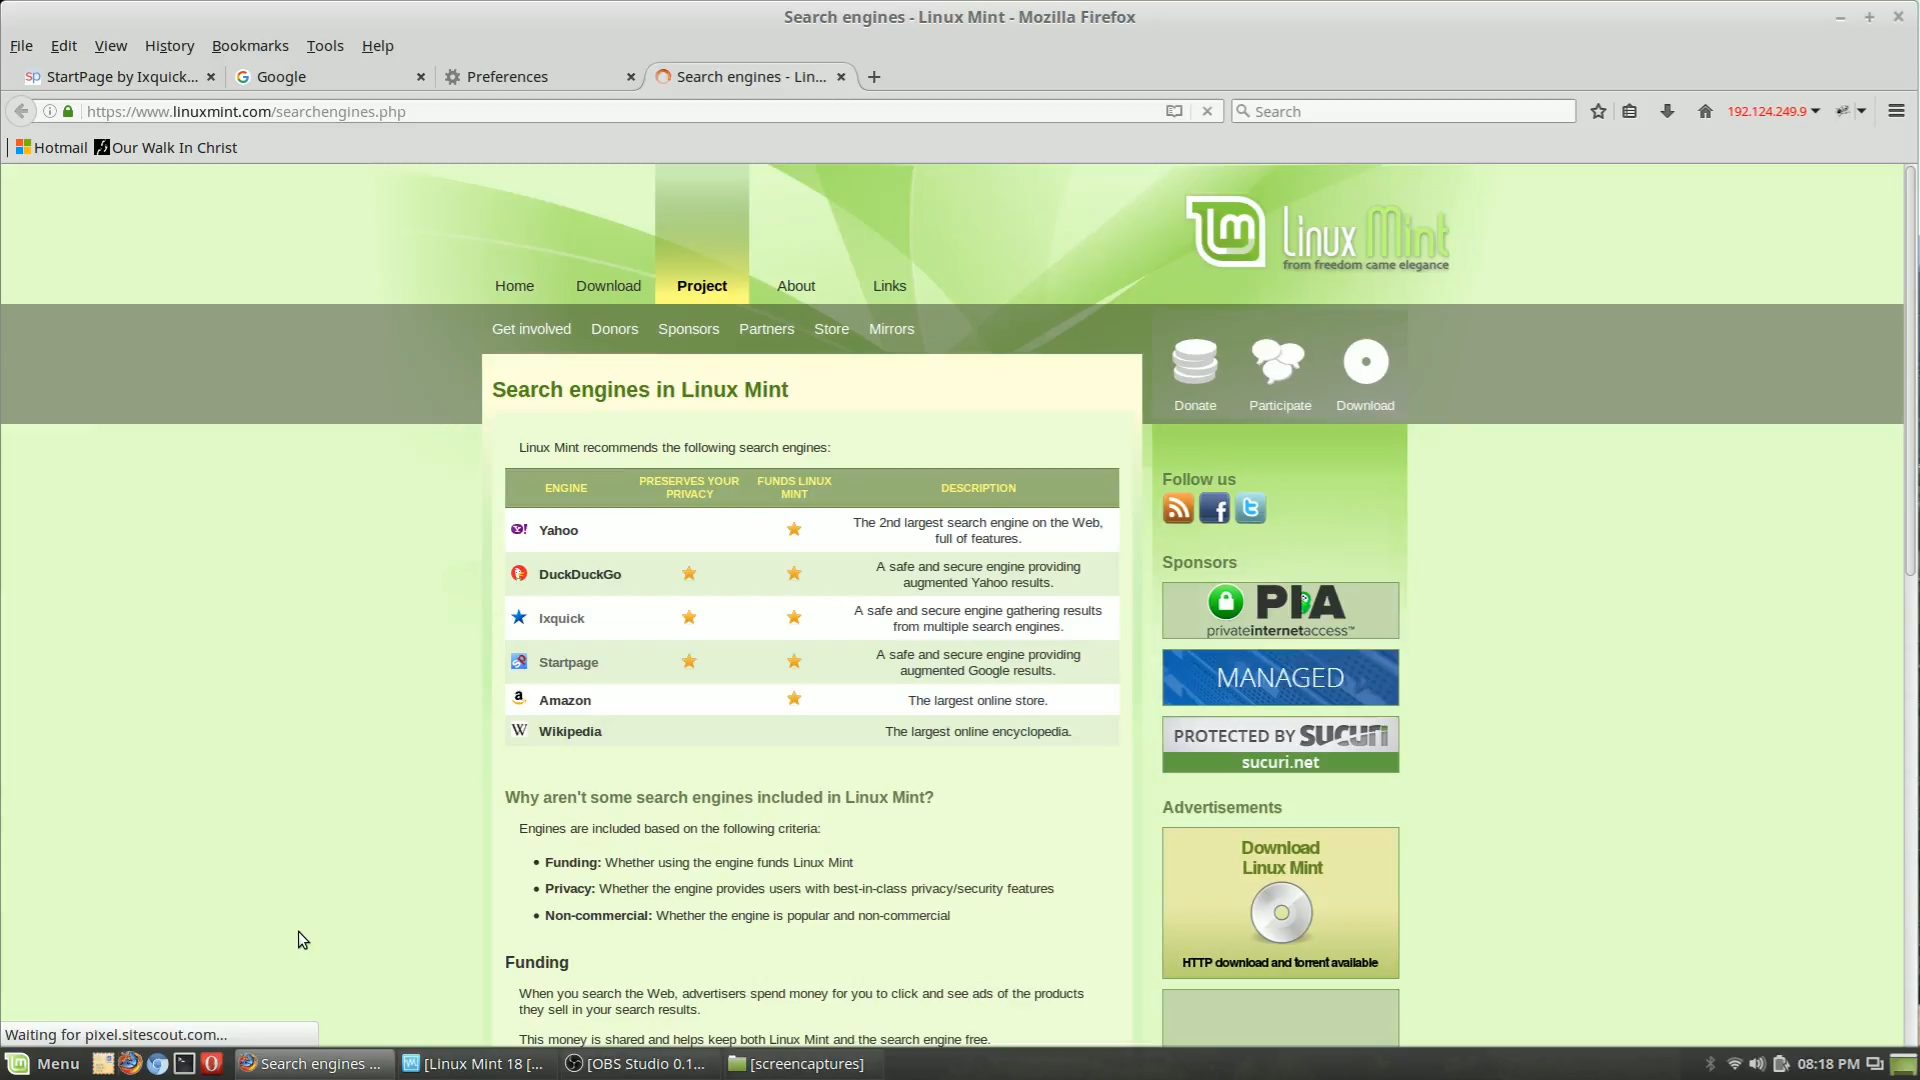 Search engines - Linux Mint - Mozilla Firefox
File Edit View History Bookmarks Tools Help
StartPage by Ixquick...
Google
Preferences
Search engines - Lin...
https://www.linuxmint.com/searchengines.php
Search
192.124.249.9
Hotmail
Our Walk In Christ
Linux Mint
from freedom came elegance
Home Download Project About Links
Get involved Donors Sponsors Partners Store Mirrors
Donate Participate Download
Search engines in Linux Mint
Linux Mint recommends the following search engines:
ENGINE PRESERVES YOUR PRIVACY FUNDS LINUX MINT DESCRIPTION
Yahoo The 2nd largest search engine on the Web,
full of features.
DuckDuckGo A safe and secure engine providing
augmented Yahoo results.
Ixquick A safe and secure engine gathering results
from multiple search engines.
Startpage A safe and secure engine providing
augmented Google results.
Amazon The largest online store.
Wikipedia The largest online encyclopedia.
Why aren't some search engines included in Linux Mint?
Engines are included based on the following criteria:
• Funding: Whether using the engine funds Linux Mint
• Privacy: Whether the engine provides users with best-in-class privacy/security features
• Non-commercial: Whether the engine is popular and non-commercial
Funding
When you search the Web, advertisers spend money for you to click and see ads of the products
they sell in your search results.
This money is shared and helps keep both Linux Mint and the search engine free.
Follow us
Sponsors
PIA
privateinternetaccess™
MANAGED
PROTECTED BY SUCURI
sucuri.net
Advertisements
Download
Linux Mint
HTTP download and torrent available
Waiting for pixel.sitescout.com...
Menu
Search engines ...
[Linux Mint 18 [...
[OBS Studio 0.1...
[screencaptures]
08:18 PM